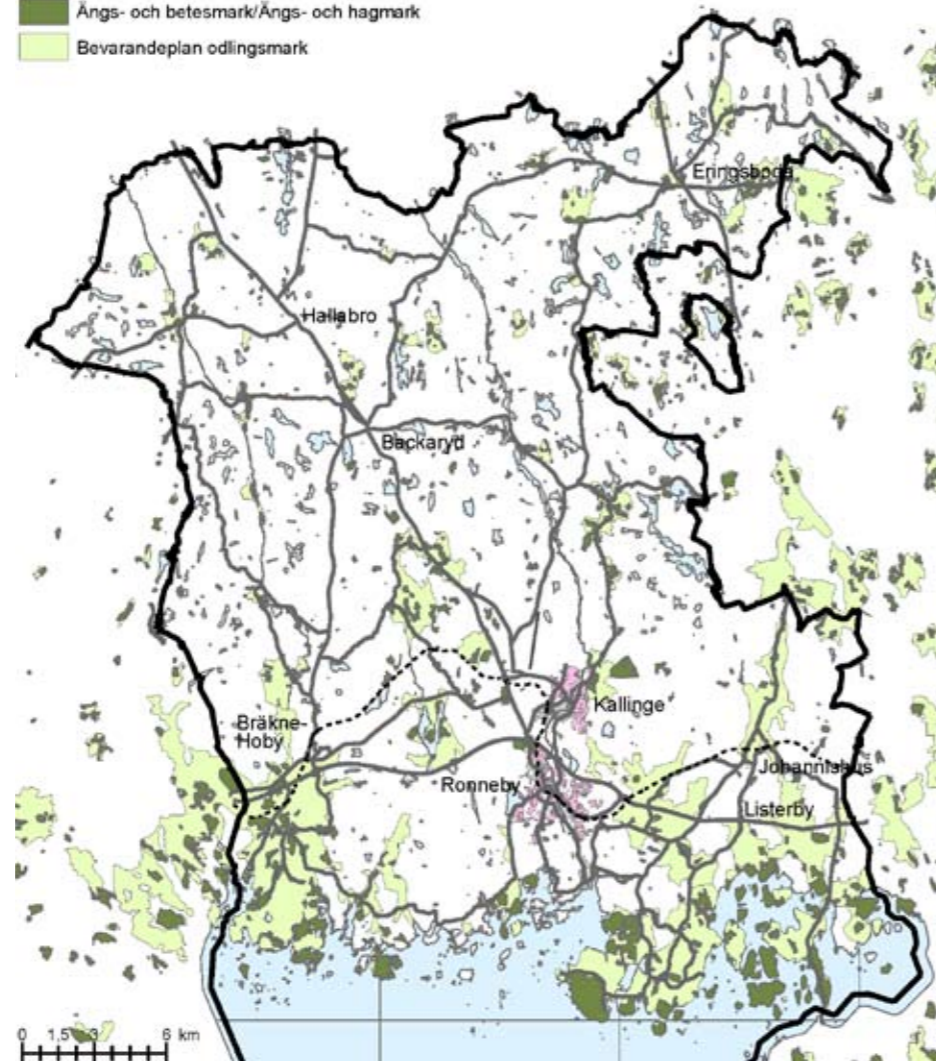 Ängs- och betesmark/Ängs- och hagmark
Bevarandeplan odlingsmark
Eringsboda
Hallabro
Backaryd
Kallinge
Bräkne-
Hoby
Johannishus
Ronneby
Listerby
0 1,5 3 6 km